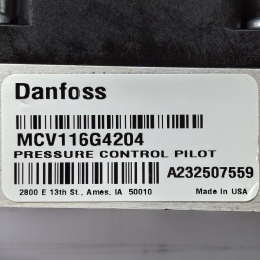 Danfoss
MCV116G4204
PRESSURE CONTROL PILOT
A232507559
2800 E 13th St., Ames, IA 50010
Made In USA